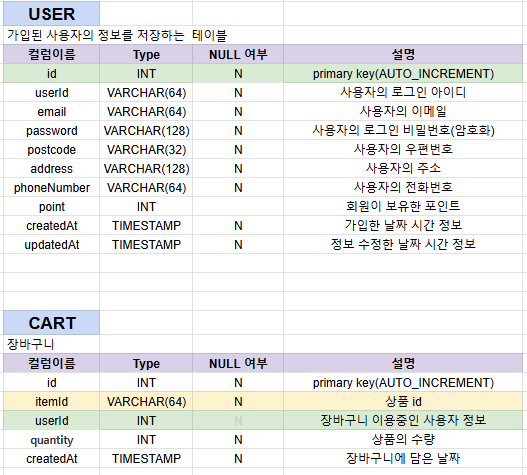 USER
가입된 사용자의 정보를 저장하는 테이블
컬럼이름 Type NULL 여부 설명
id INT N primary key(AUTO_INCREMENT)
userId VARCHAR(64) N 사용자의 로그인 아이디
email VARCHAR(64) N 사용자의 이메일
password VARCHAR(128) N 사용자의 로그인 비밀번호(암호화)
postcode VARCHAR(32) N 사용자의 우편번호
address VARCHAR(128) N 사용자의 주소
phoneNumber VARCHAR(64) N 사용자의 전화번호
point INT 회원이 보유한 포인트
createdAt TIMESTAMP N 가입한 날짜 시간 정보
updatedAt TIMESTAMP N 정보 수정한 날짜 시간 정보
CART
장바구니
컬럼이름 Type NULL 여부 설명
id INT N primary key(AUTO_INCREMENT)
itemId VARCHAR(64) N 상품 id
userId INT N 장바구니 이용중인 사용자 정보
quantity INT N 상품의 수량
createdAt TIMESTAMP N 장바구니에 담은 날짜